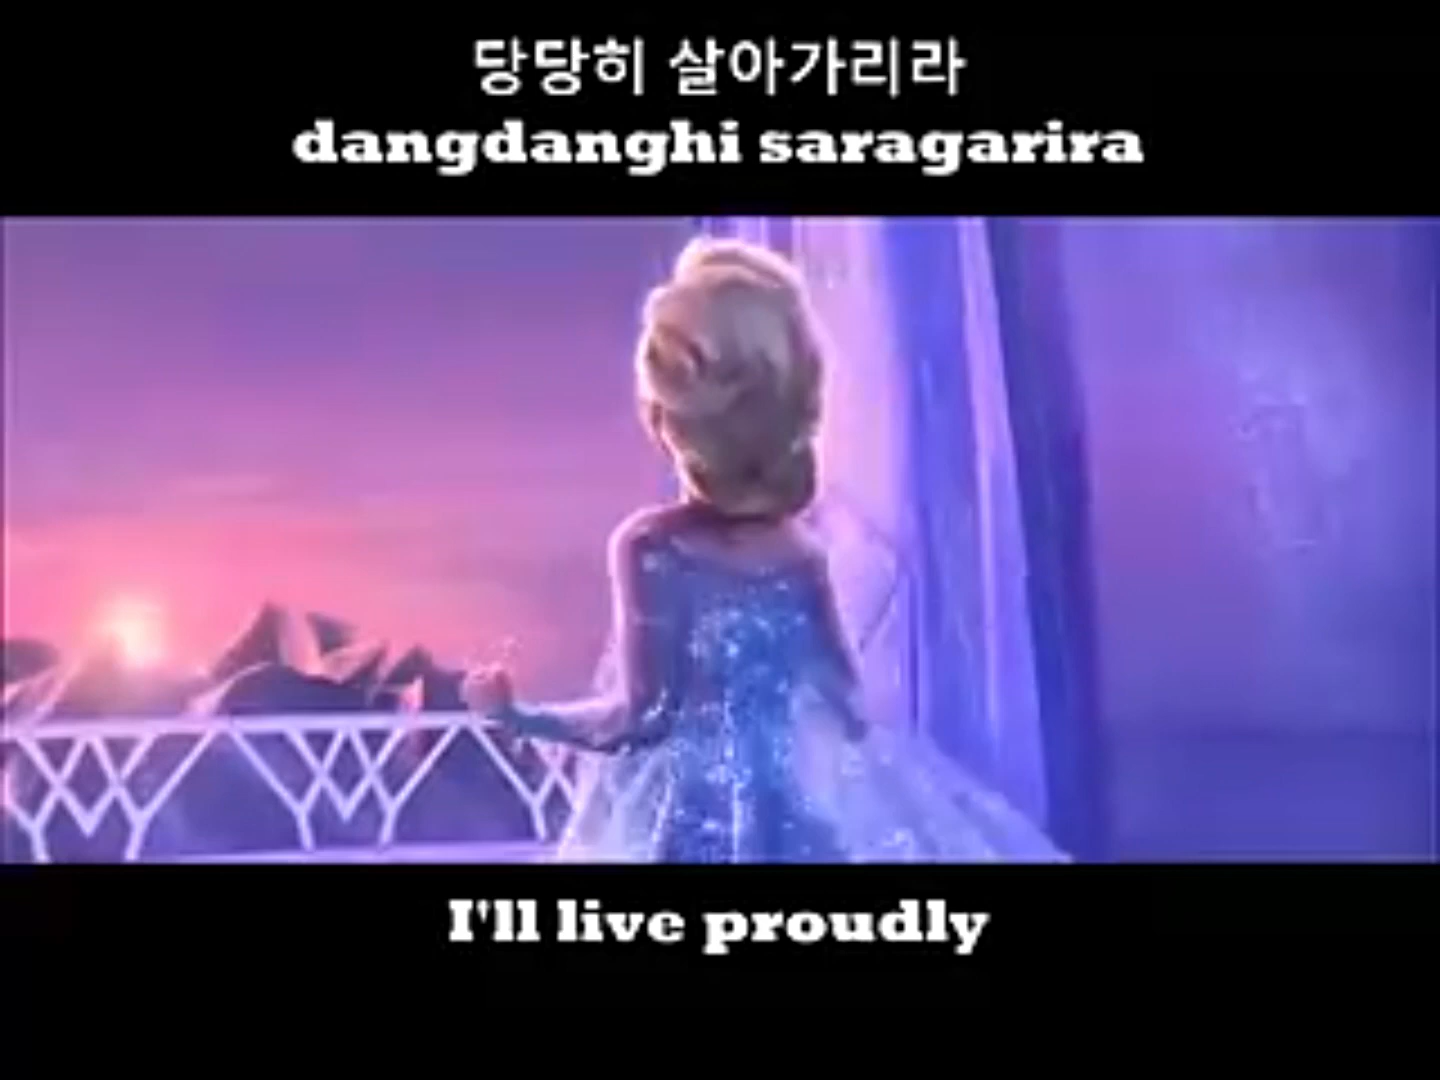 당당히 살아가리라
dangdanghi saragarira
I'll live proudly